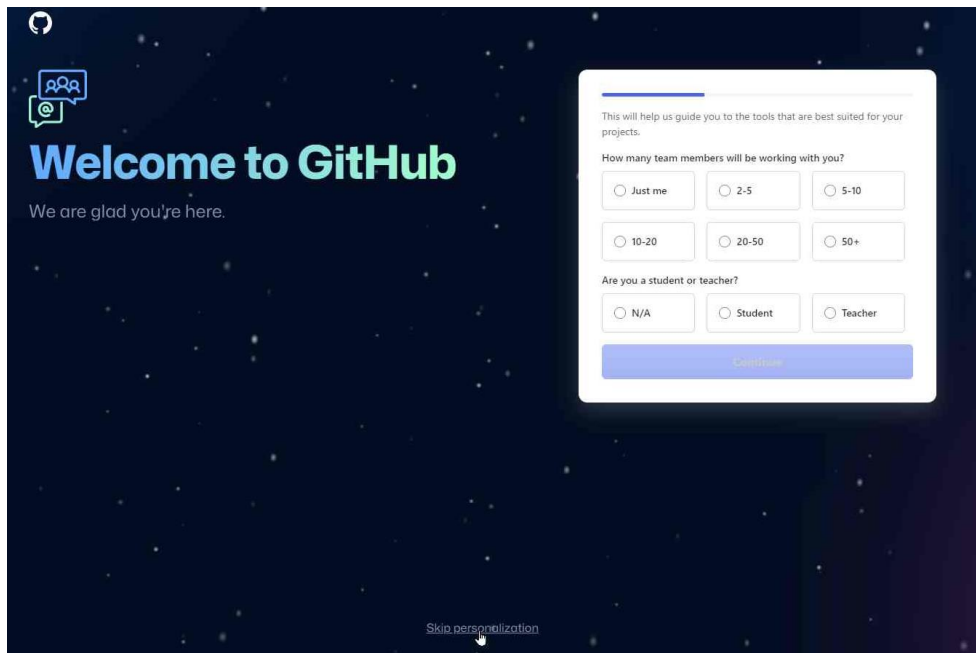 @
Welcome to GitHub
We are glad you're here.
This will help us guide you to the tools that are best suited for your
projects.
How many team members will be working with you?
Just me
2-5
5-10
10-20
20-50
50+
Are you a student or teacher?
N/A
Student
Teacher
Continue
Skip personalization